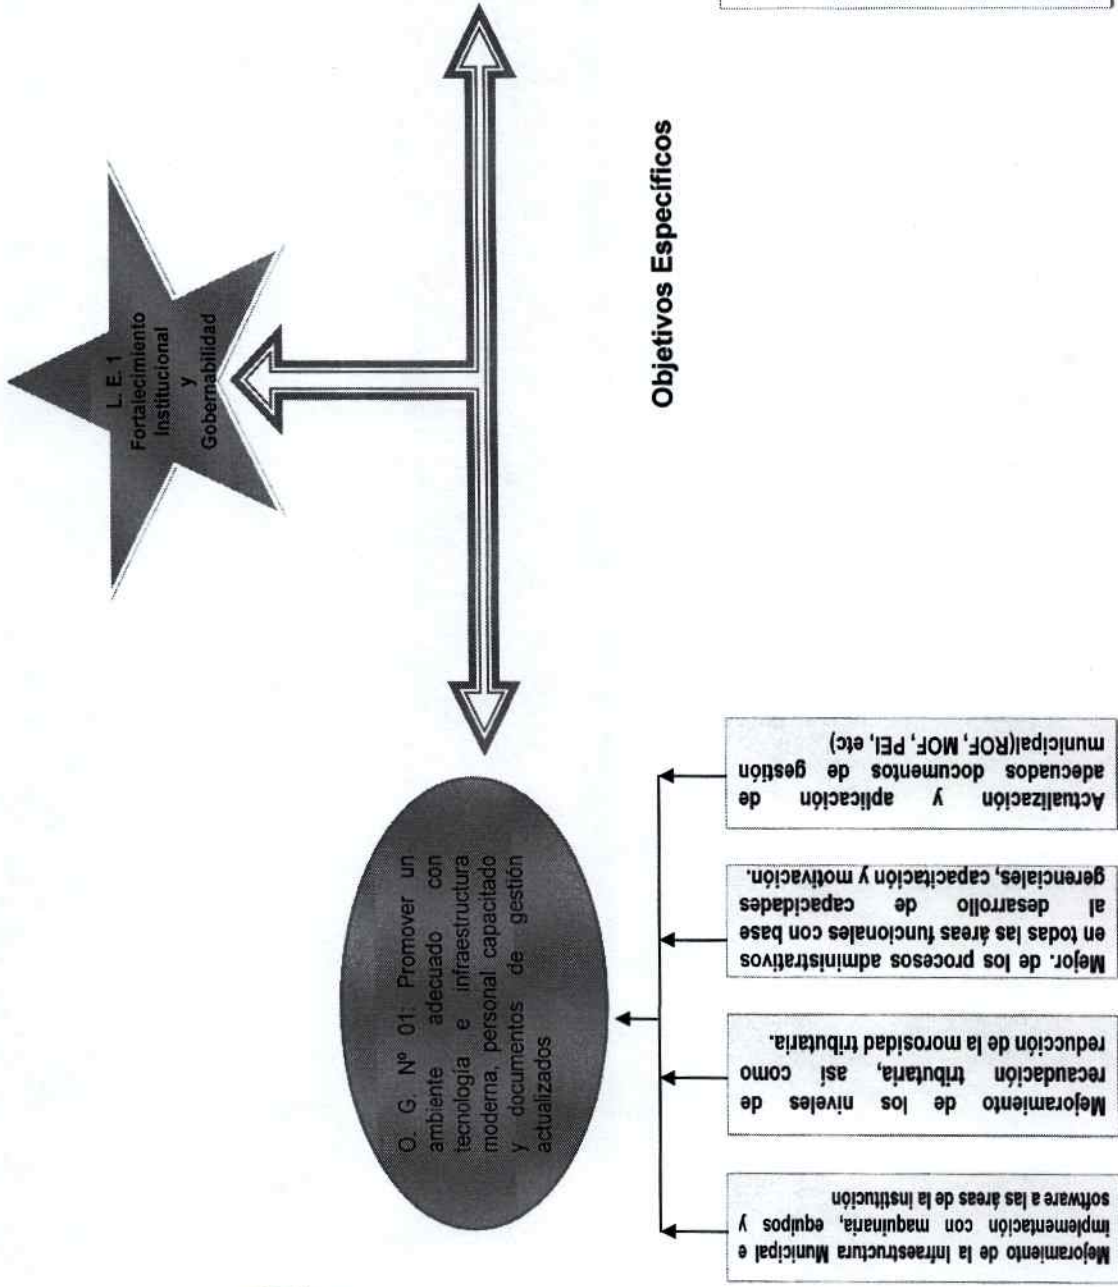 L. E. 1
Fortalecimiento
Institucional
y
Gobernabilidad
O. G. Nº 01: Promover un
ambiente adecuado con
tecnología e infraestructura
moderna, personal capacitado
y documentos de gestión
actualizados
Objetivos Específicos
Mejoramiento de la Infraestructura Municipal e
implementación con maquinaria, equipos y
software a las áreas de la institución
Mejoramiento de los niveles de
recaudación tributaria, así como
reducción de la morosidad tributaria.
Mejor. de los procesos administrativos
en todas las áreas funcionales con base
al desarrollo de capacidades
gerenciales, capacitación y motivación.
Actualización y aplicación de
adecuados documentos de gestión
municipal(ROF, MOF, PEI, etc)